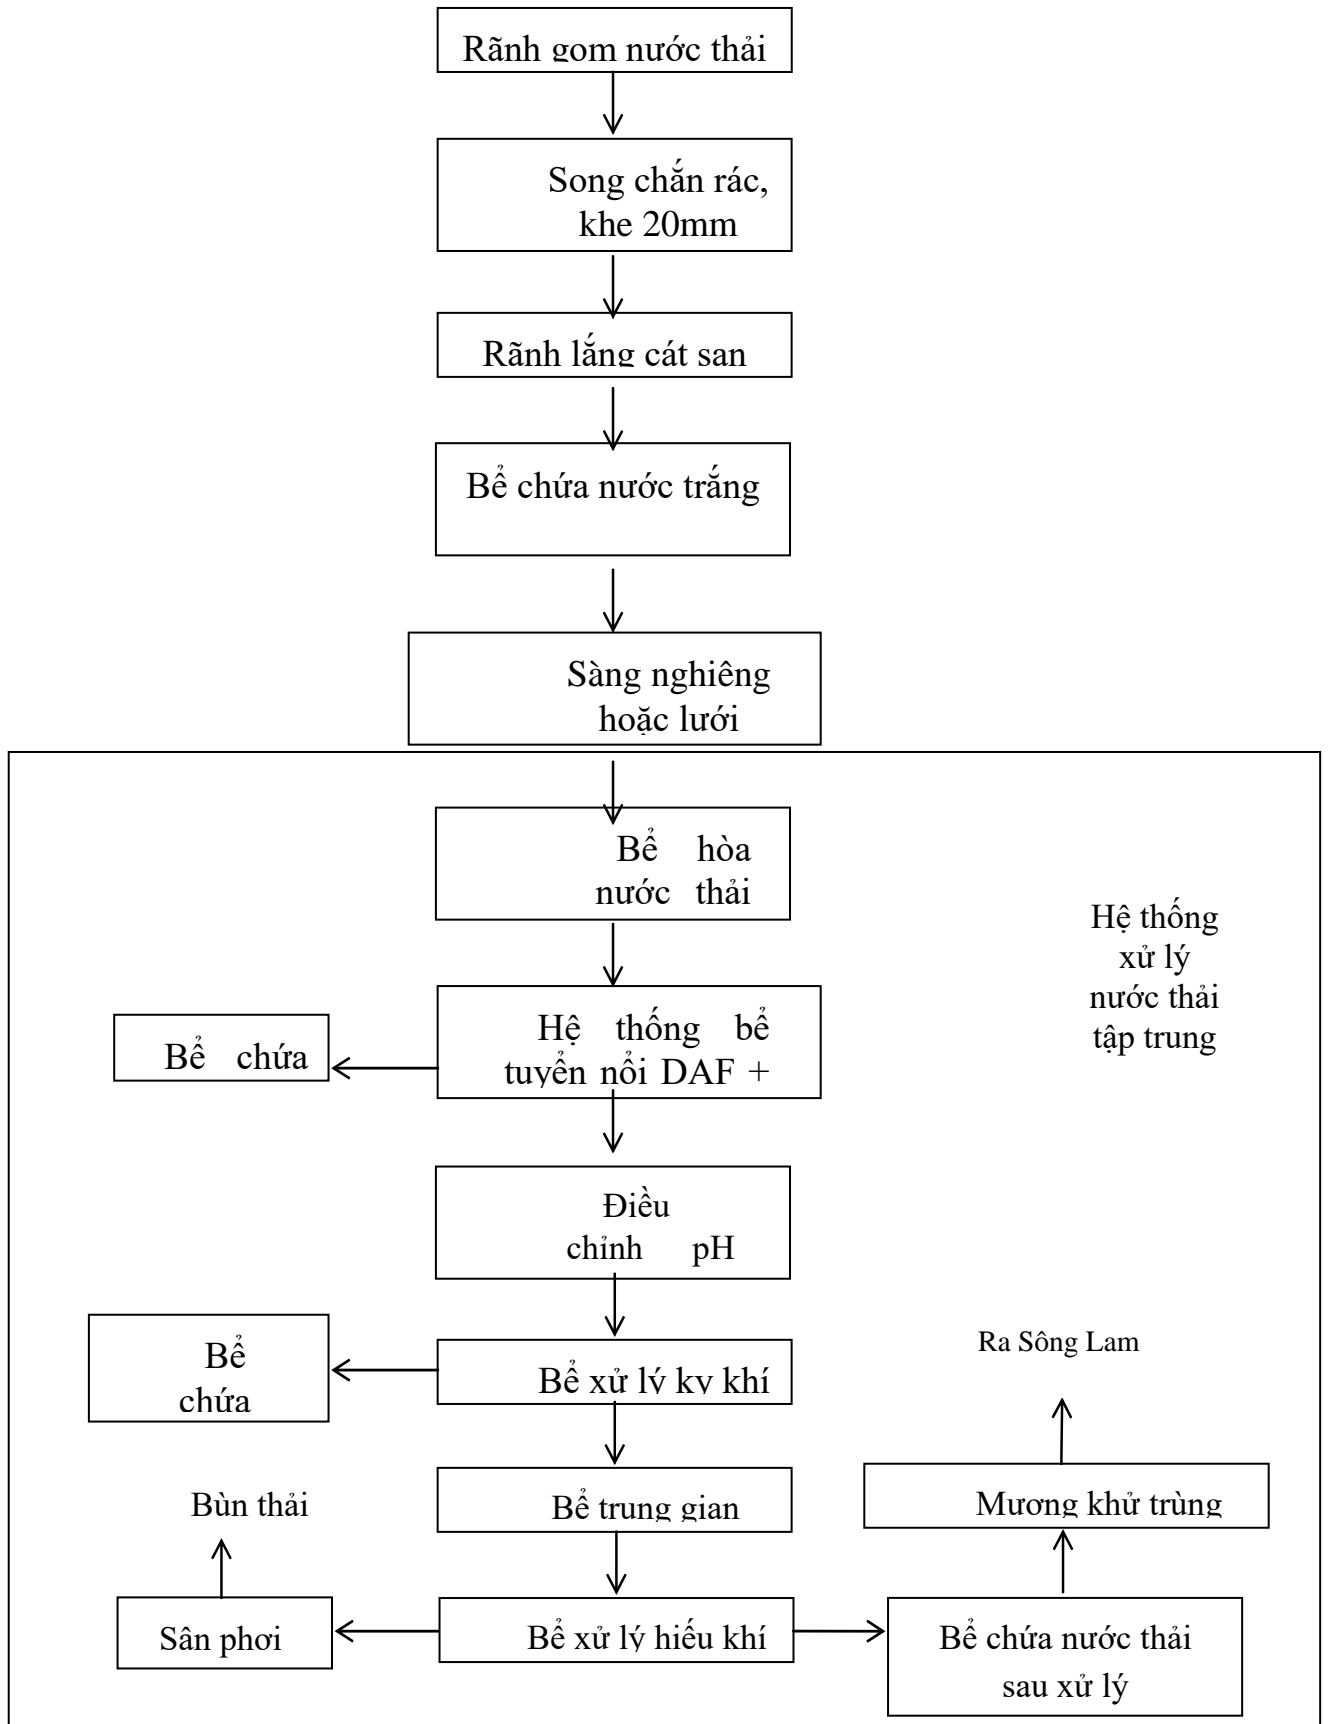 Rãnh gom nước thải
Song chắn rác,
khe 20mm
Rãnh lắng cát san
Bể chứa nước trắng
Sàng nghiêng
hoặc lưới
Bể hòa
nước thải
Hệ thống
xử lý
nước thải
tập trung
Hệ thống bể
tuyển nổi DAF +
Bể chứa
Điều
chỉnh pH
Bể
chứa
Bể xử lý kỵ khí
Ra Sông Lam
Bùn thải
Bể trung gian
Mương khử trùng
Sân phơi
Bể xử lý hiếu khí
Bể chứa nước thải
sau xử lý